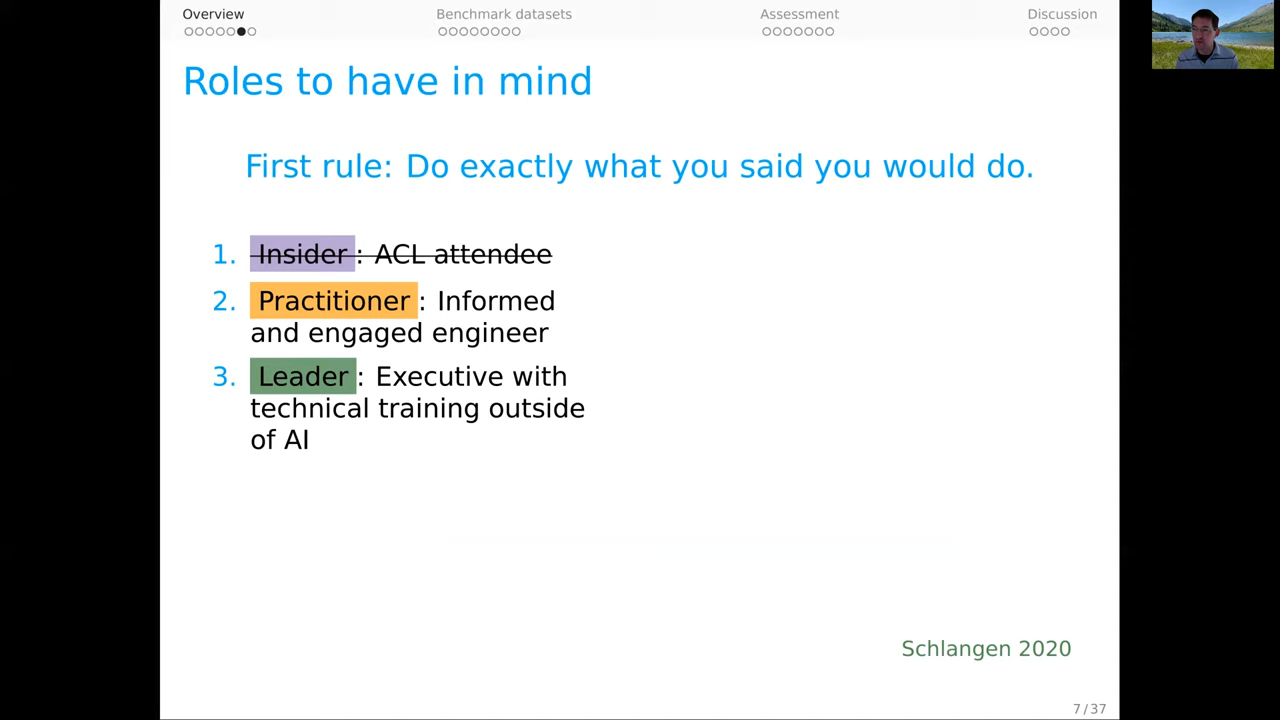 Overview Benchmark datasets Assessment Discussion
Roles to have in mind
First rule: Do exactly what you said you would do.
1. Insider : ACL attendee
2. Practitioner : Informed
and engaged engineer
3. Leader : Executive with
technical training outside
of AI
Schlangen 2020
7 / 37